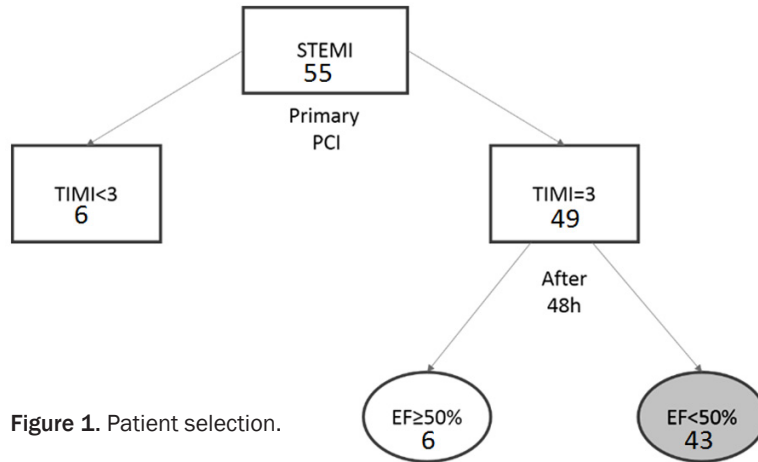 STEMI
55
Primary
PCI
TIMI<3
6
TIMI=3
49
After
48h
EF≥50%
6
EF<50%
43
Figure 1. Patient selection.